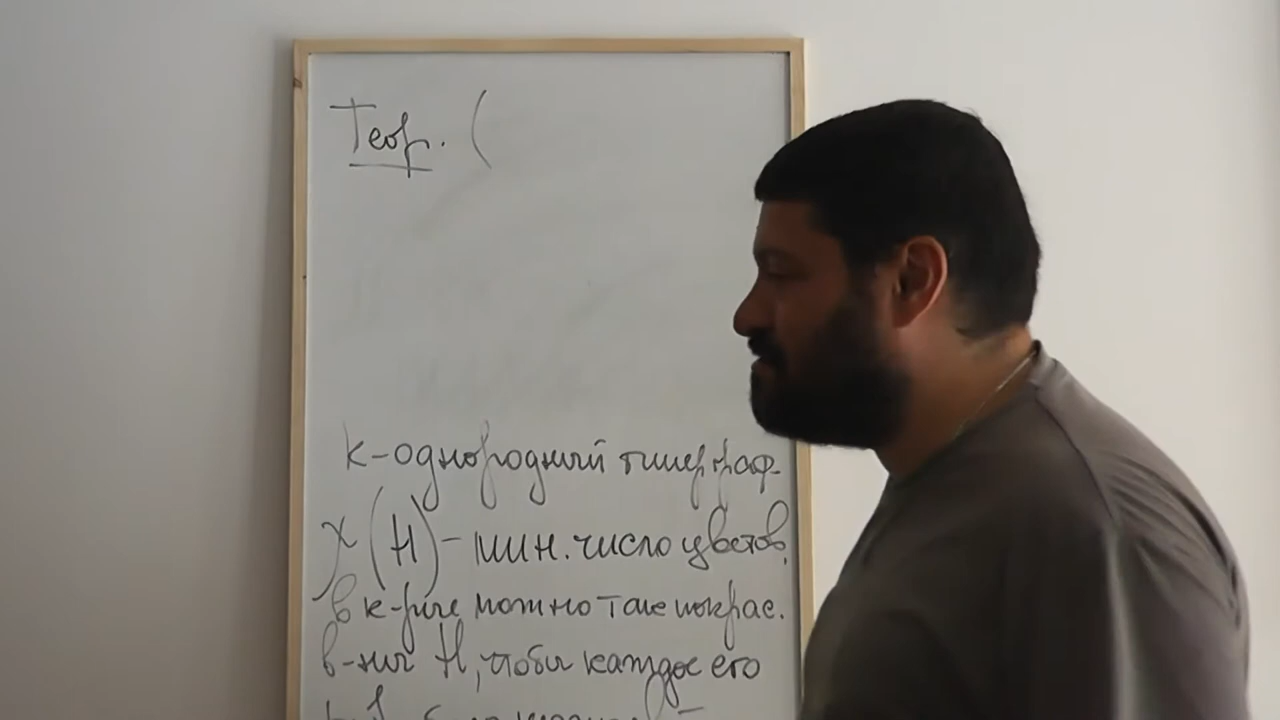 Теор. (
k-однородный гиперграф
χ(H) - мин. число цветов,
в к-рые можно так покрас.
в-ны H, чтобы каждое его